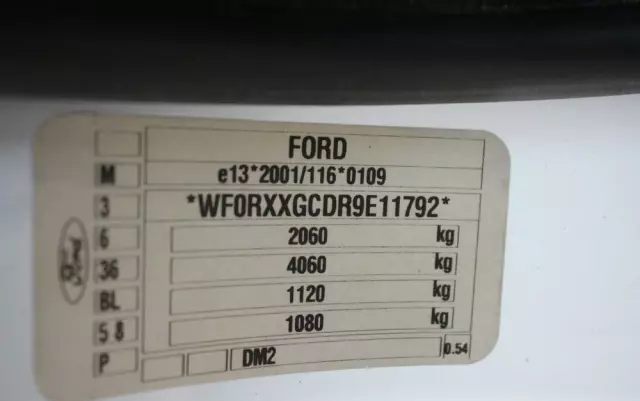 FORD
M e13*2001/116*0109
3 *WF0RXXGCDR9E11792*
6 2060 kg
36 4060 kg
BL 1120 kg
5 8 1080 kg
P DM2 0.54
Ford